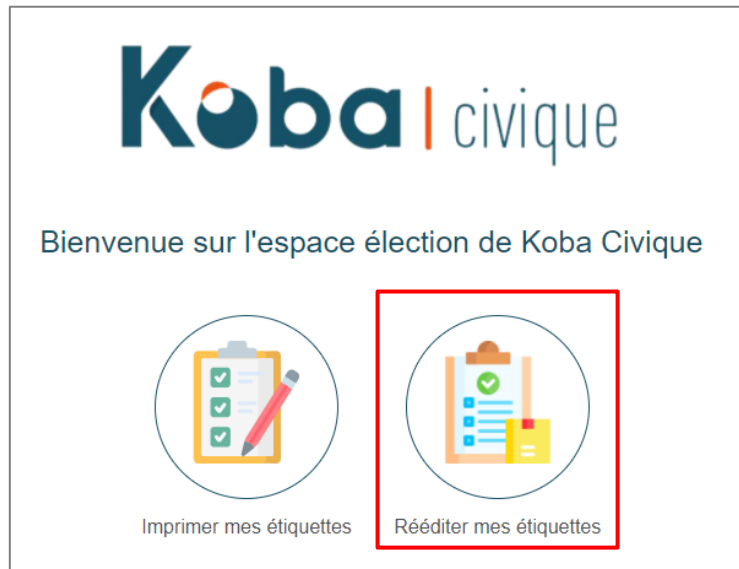 Koba | civique
Bienvenue sur l'espace élection de Koba Civique
Imprimer mes étiquettes
Rééditer mes étiquettes